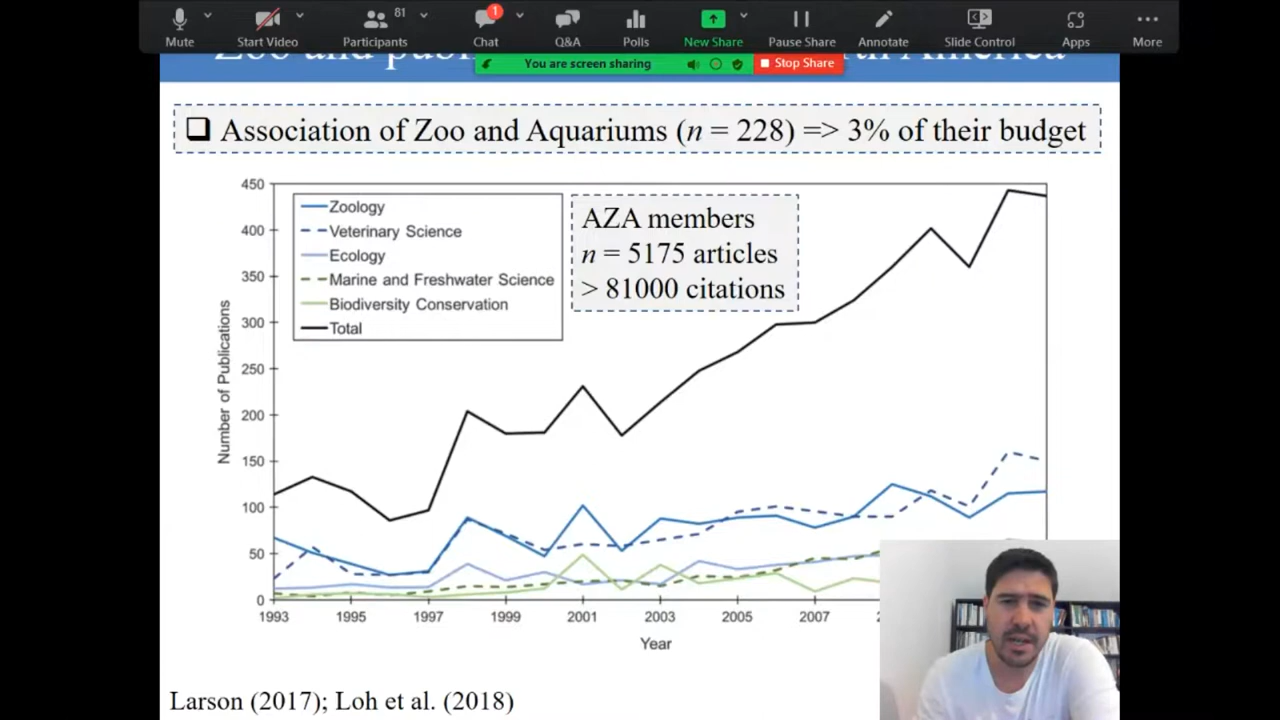 81
1
Mute
Start Video
Participants
Chat
Q&A
Polls
New Share
Pause Share
Annotate
Slide Control
Apps
More
You are screen sharing
Stop Share
Zoo and
America
Association of Zoo and Aquariums (n = 228) => 3% of their budget
450
400
350
300
250
200
150
100
50
0
Number of Publications
Zoology
Veterinary Science
Ecology
Marine and Freshwater Science
Biodiversity Conservation
Total
AZA members
n = 5175 articles
> 81000 citations
1993
1995
1997
1999
2001
2003
2005
2007
Year
Larson (2017); Loh et al. (2018)